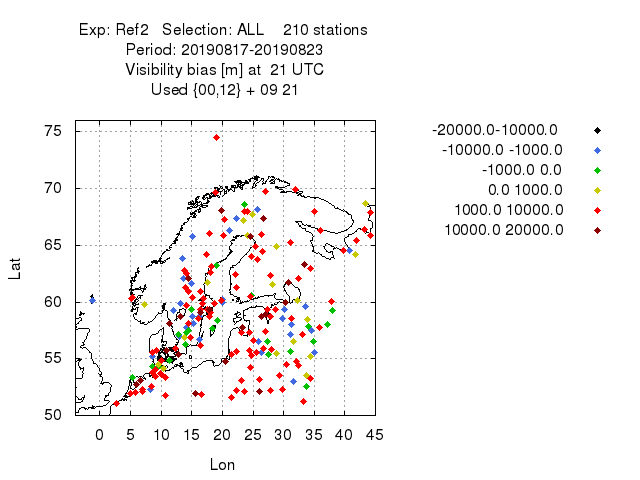 Exp: Ref2 Selection: ALL 210 stations
Period: 20190817-20190823
Visibility bias [m] at 21 UTC
Used {00,12} + 09 21
75
70
65
60
55
50
Lat
0 5 10 15 20 25 30 35 40 45
Lon
-20000.0-10000.0
-10000.0 -1000.0
-1000.0 0.0
0.0 1000.0
1000.0 10000.0
10000.0 20000.0